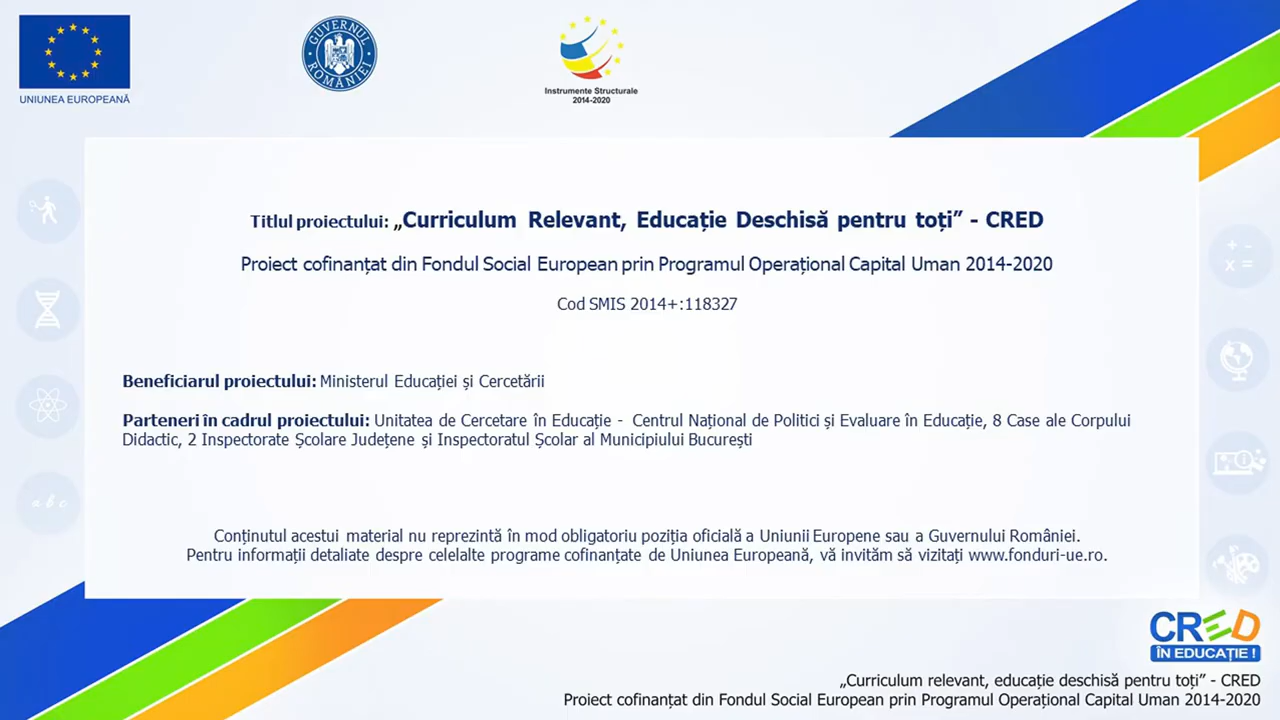 UNIUNEA EUROPEANĂ
GUVERNUL ROMÂNIEI
Instrumente Structurale
2014-2020
Titlul proiectului: „Curriculum Relevant, Educație Deschisă pentru toți” - CRED
Proiect cofinanțat din Fondul Social European prin Programul Operațional Capital Uman 2014-2020
Cod SMIS 2014+:118327
Beneficiarul proiectului: Ministerul Educației și Cercetării
Parteneri în cadrul proiectului: Unitatea de Cercetare în Educație - Centrul Național de Politici și Evaluare în Educație, 8 Case ale Corpului
Didactic, 2 Inspectorate Școlare Județene și Inspectoratul Școlar al Municipiului București
a b c
Conținutul acestui material nu reprezintă în mod obligatoriu poziția oficială a Uniunii Europene sau a Guvernului României.
Pentru informații detaliate despre celelalte programe cofinanțate de Uniunea Europeană, vă invităm să vizitați www.fonduri-ue.ro.
CRED
ÎN EDUCAȚIE !
„Curriculum relevant, educație deschisă pentru toți” - CRED
Proiect cofinanțat din Fondul Social European prin Programul Operațional Capital Uman 2014-2020